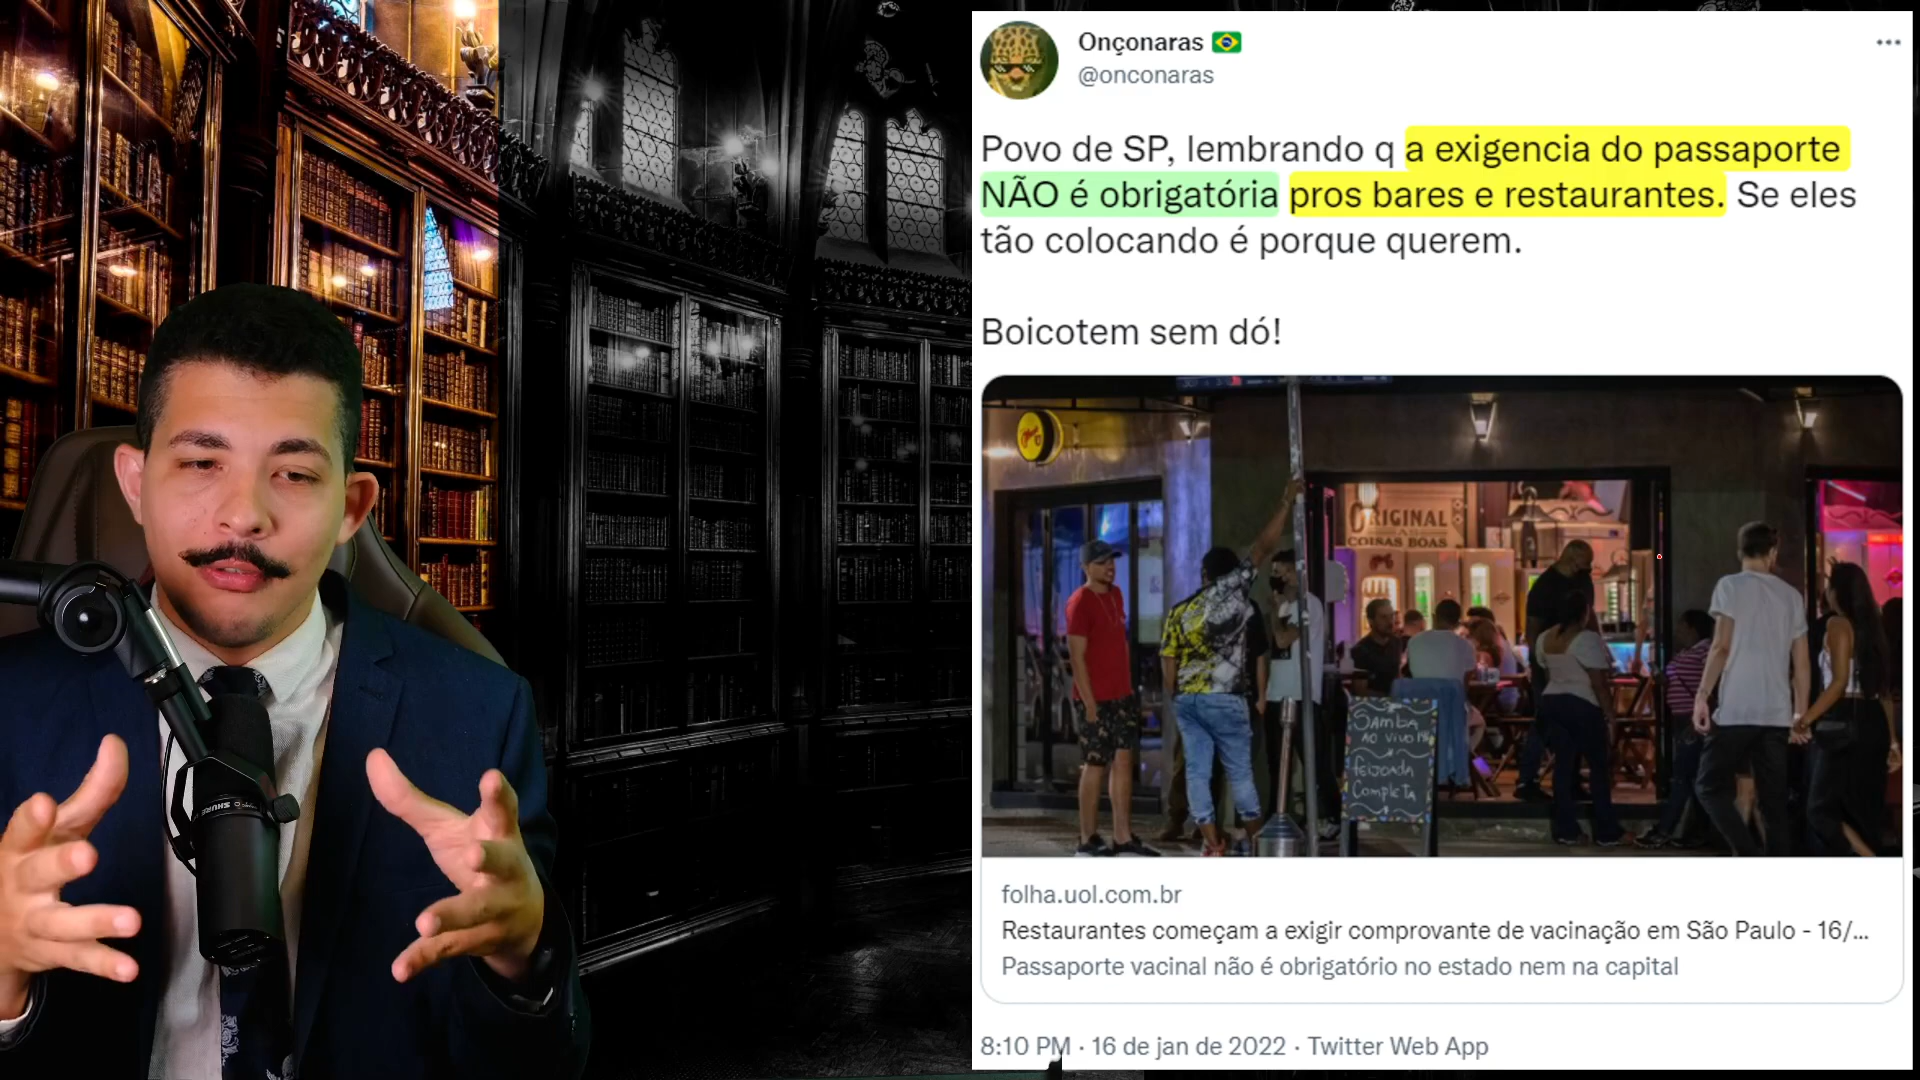 Onçonaras
@onconaras
Povo de SP, lembrando q a exigencia do passaporte
NÃO é obrigatória pros bares e restaurantes. Se eles
tão colocando é porque querem.
Boicotem sem dó!
ORIGINAL
COISAS BOAS
Samba
ao vivo
feijoada
Completa
folha.uol.com.br
Restaurantes começam a exigir comprovante de vacinação em São Paulo - 16/...
Passaporte vacinal não é obrigatório no estado nem na capital
8:10 PM · 16 de jan de 2022 · Twitter Web App
SHURE